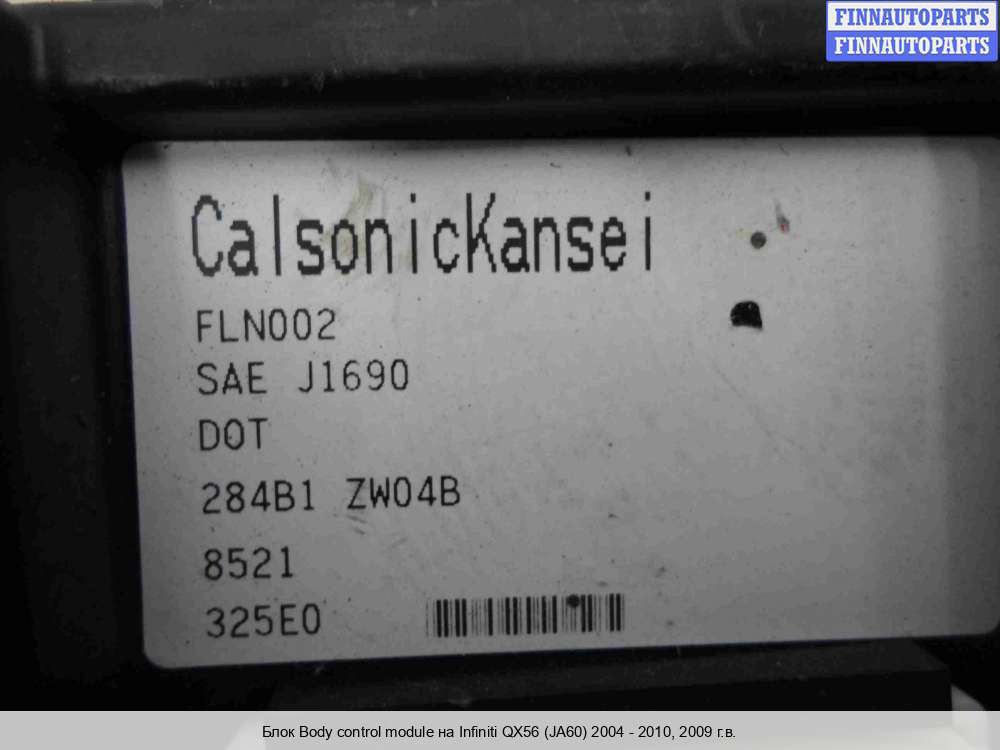 FINNAUTOPARTS
FINNAUTOPARTS
CalsonicKansei
FLN002
SAE J1690
DOT
284B1 ZW04B
8521
325E0
Блок Body control module на Infiniti QX56 (JA60) 2004 - 2010, 2009 г.в.